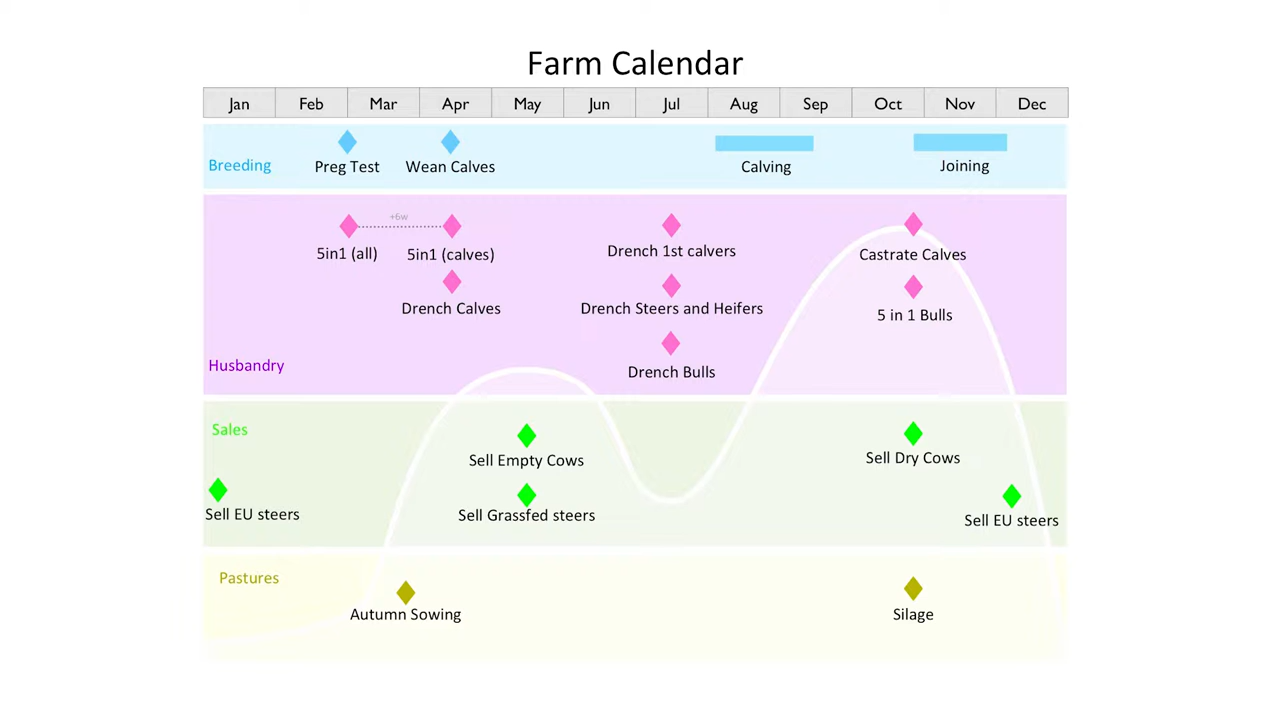 Farm Calendar
Jan Feb Mar Apr May Jun Jul Aug Sep Oct Nov Dec
Breeding
Preg Test
Wean Calves
Calving
Joining
Husbandry
+6w
5in1 (all)
5in1 (calves)
Drench Calves
Drench 1st calvers
Drench Steers and Heifers
Drench Bulls
Castrate Calves
5 in 1 Bulls
Sales
Sell EU steers
Sell Empty Cows
Sell Grassfed steers
Sell Dry Cows
Sell EU steers
Pastures
Autumn Sowing
Silage